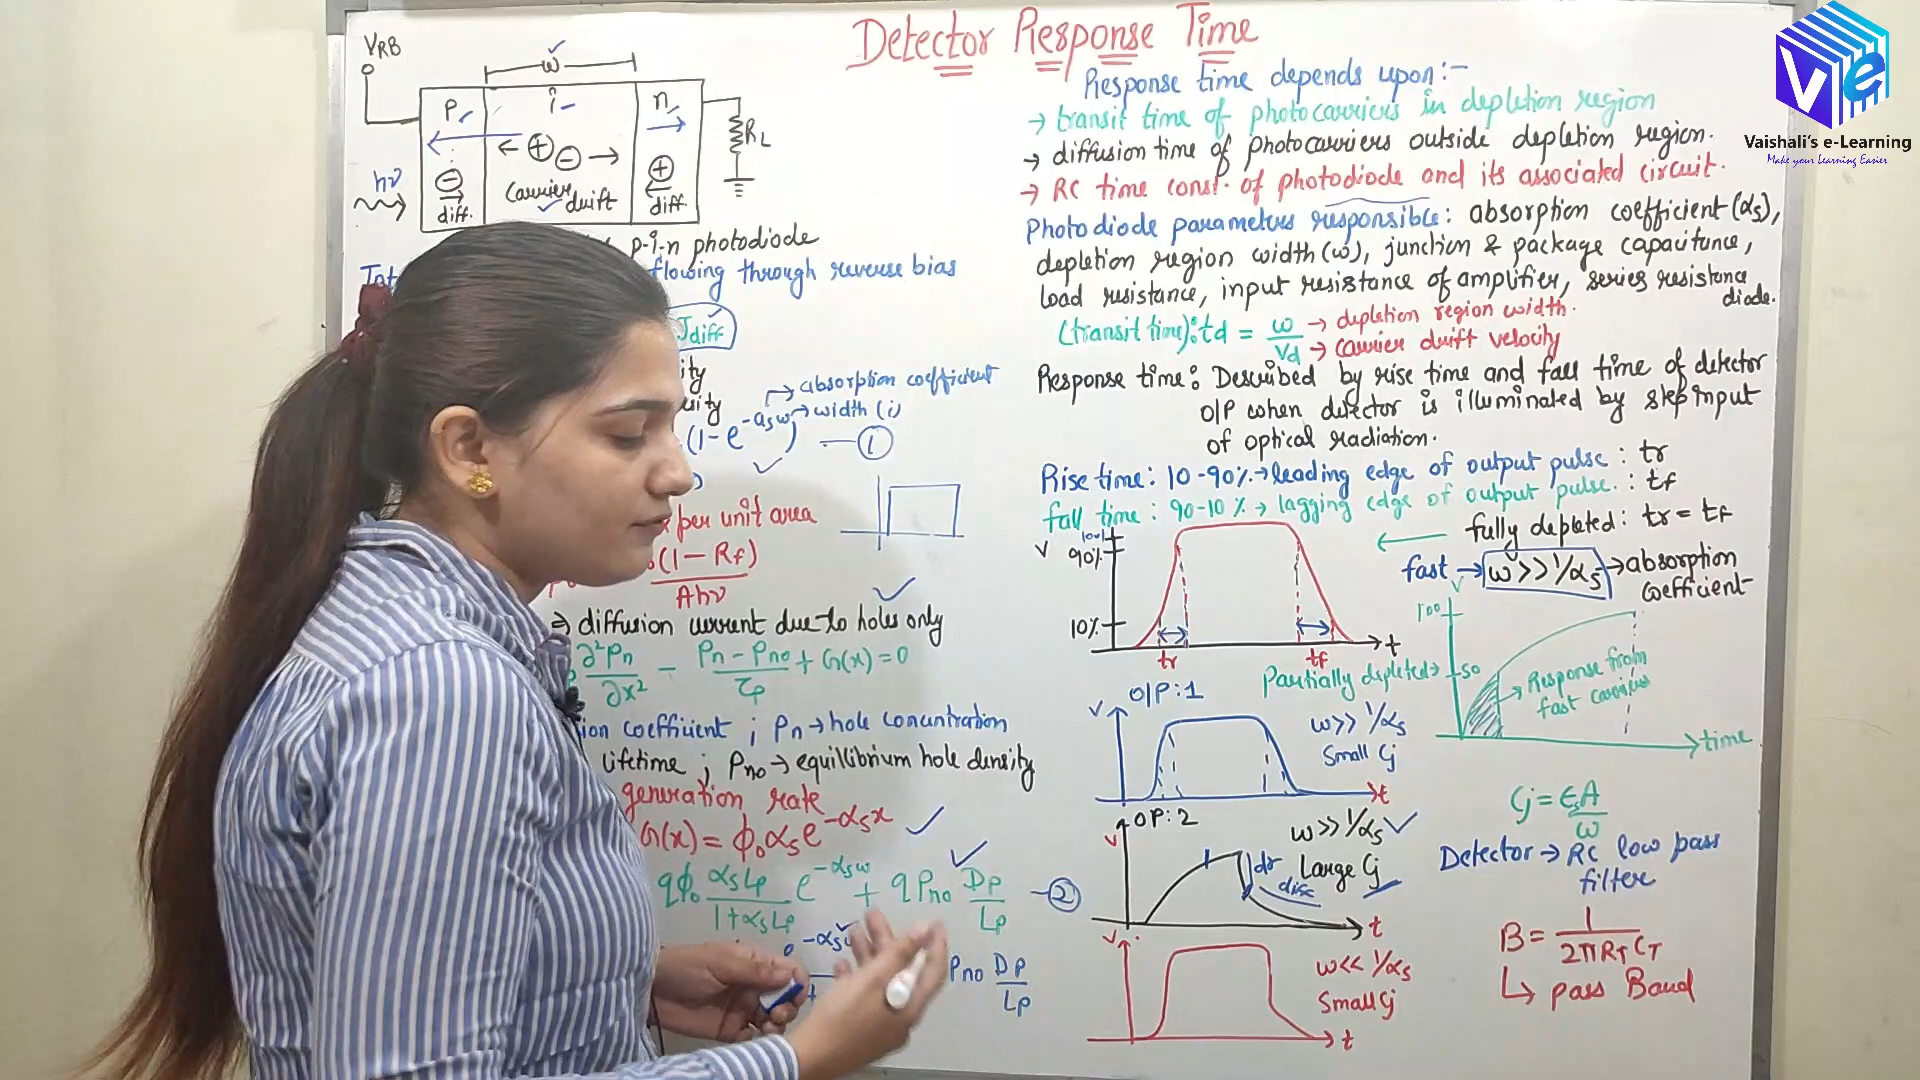 Detector Response Time
Ve
Vaishali's e-Learning
Make your Learning Easier
VRB
w
p
i
n
RL
hν
+ -
Carrier drift
- diff.
+ diff.
p-i-n photodiode
flowing through reverse bias
Jdiff
→ absorption coefficient
(1-e^-αsw) → width (i) — ①
per unit area
(1-Rf)
Ahν
⇒ diffusion current due to holes only
∂²Pn/∂x² - (Pn-Pno)/τp + G(x) = 0
coefficient ; Pn → hole concentration
lifetime ; Pno → equillibrium hole density
generation rate
G(x) = φ₀αs e^-αsx
qφ₀ (αsLp/(1+αsLp)) e^-αsw + qPno Dp/Lp — ②
Pno Dp/Lp
Response time depends upon:-
→ transit time of photocarriers in depletion region
→ diffusion time of photocarriers outside depletion region.
→ RC time const. of photodiode and its associated circuit.
Photodiode parameters responsible: absorption coefficient (αs),
depletion region width (w), junction & package capacitance,
load resistance, input resistance of amplifier, series resistance
diode.
(transit time): td = w/Vd
→ depletion region width.
→ carrier drift velocity
Response time: Described by rise time and fall time of detector
O/P when detector is illuminated by step input
of optical radiation.
Rise time: 10-90% → leading edge of output pulse : tr
fall time : 90-10% → lagging edge of output pulse. : tf
← fully depleted: tr = tf
fast → w >> 1/αs → absorption coefficient
V
100%
90%
10%
tr
tf
t
Partially depleted →
V
100
50
→ Response from
fast carriers
time
O/P:1
V
t
w >> 1/αs
Small Cj
O/P:2
V
t
w >> 1/αs
Large Cj
V
t
w << 1/αs
Small Cj
Cj = εsA/w
Detector → RC low pass
filter
B = 1/(2πRTCT)
↳ pass Band